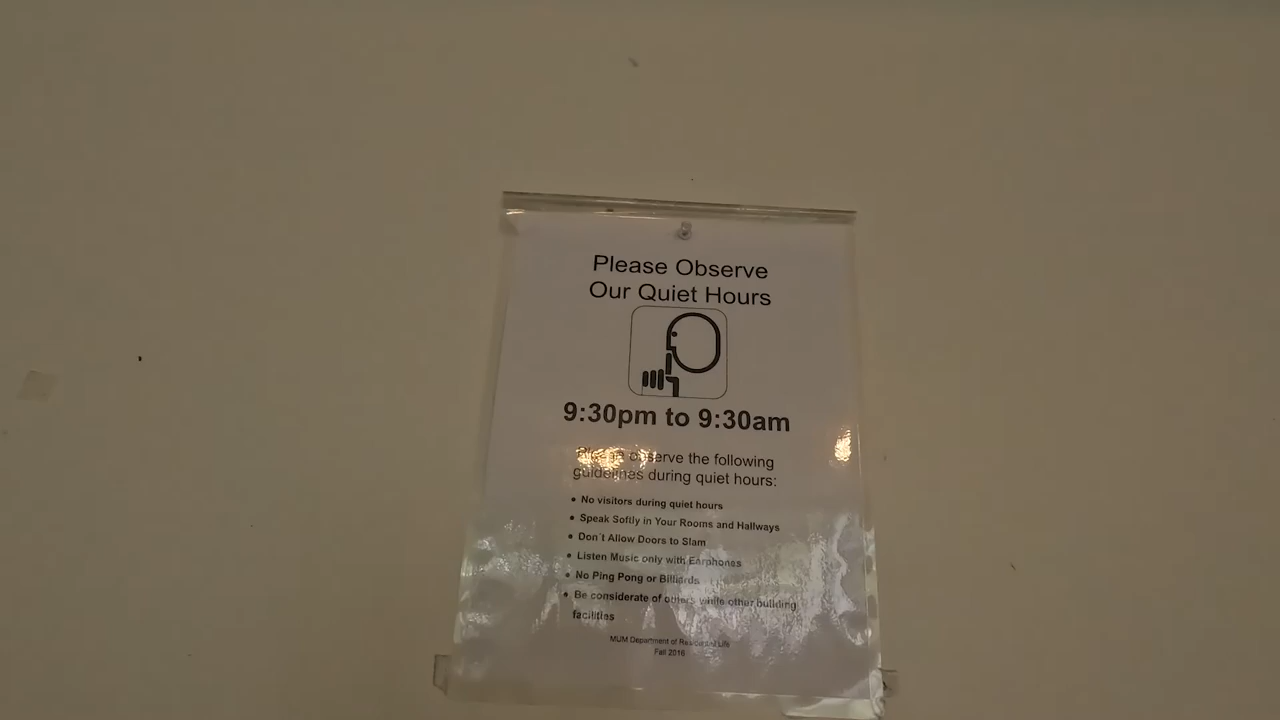 Please Observe
Our Quiet Hours
9:30pm to 9:30am
Please observe the following
guidelines during quiet hours:
• No visitors during quiet hours
• Speak Softly in Your Rooms and Hallways
• Don´t Allow Doors to Slam
• Listen Music only with Earphones
• No Ping Pong or Billiards
• Be considerate of others while other building
facilities
MUM Department of Residential Life
Fall 2016